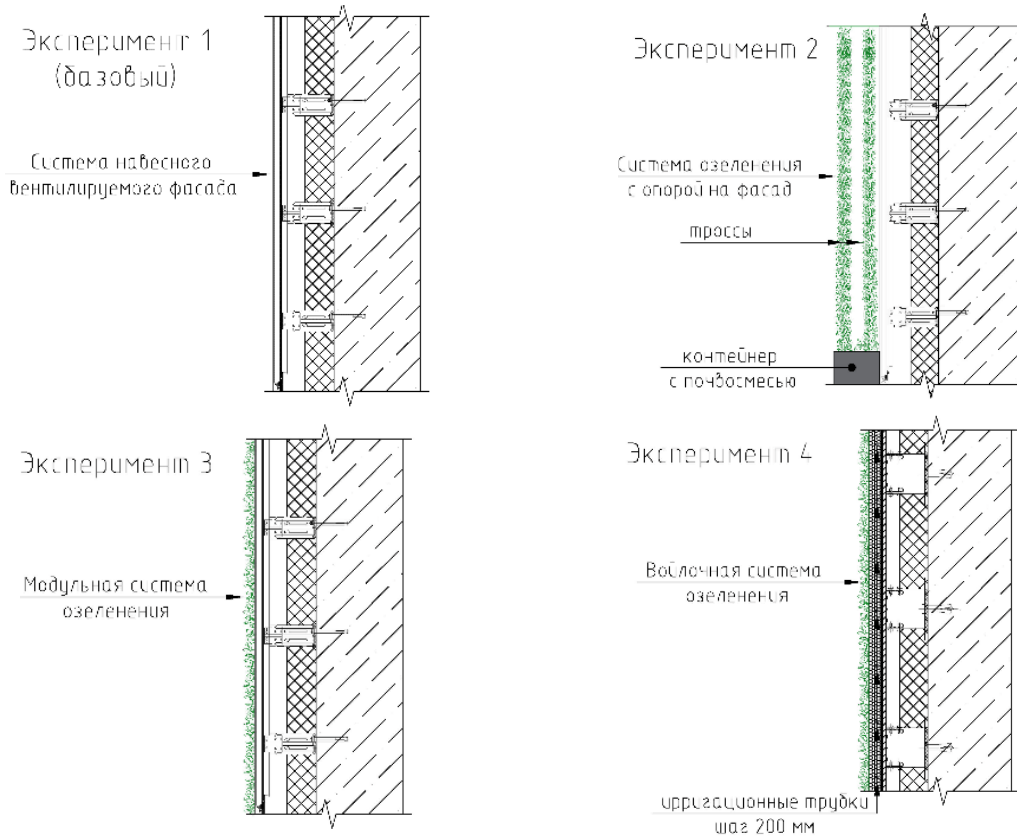 Эксперимент 1
(базовый)
Система навесного
вентилируемого фасада
Эксперимент 2
Система озеленения
с опорой на фасад
троссы
контейнер
с почвосмесью
Эксперимент 3
Модульная система
озеленения
Эксперимент 4
Войлочная система
озеленения
ирригационные трубки
шаг 200 мм